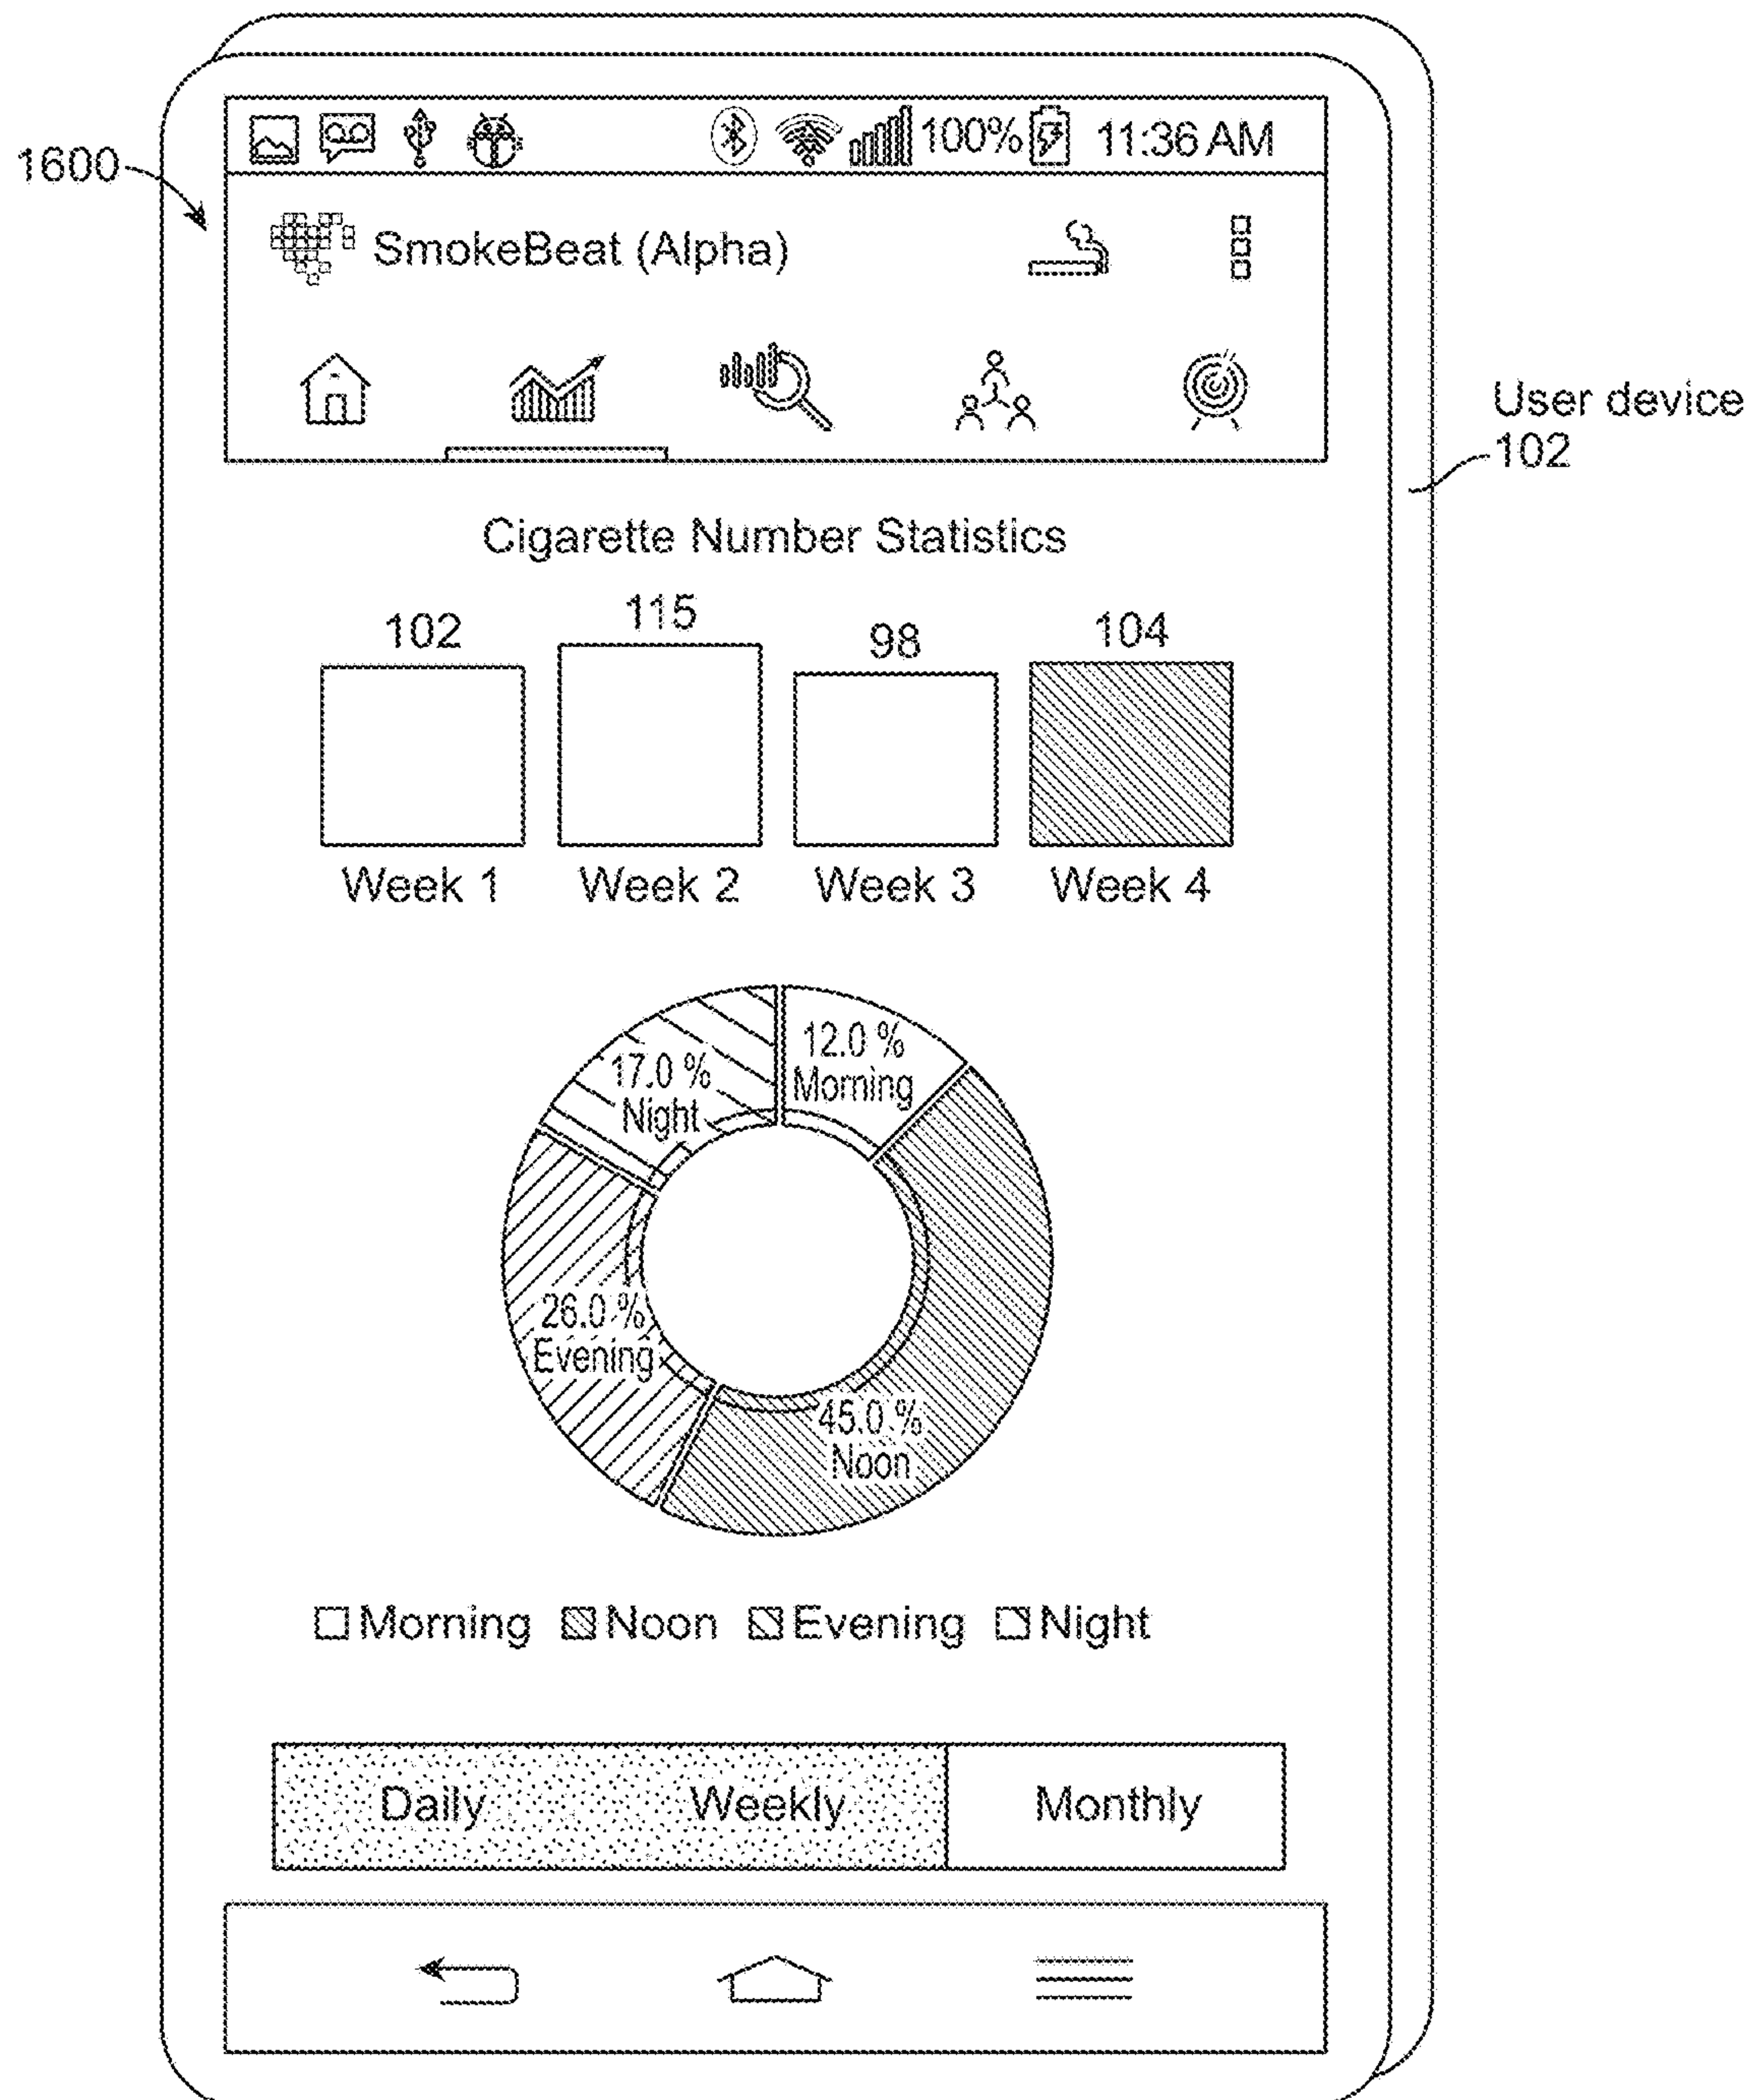 100% 11:36 AM
1600
SmokeBeat (Alpha)
User device
102
Cigarette Number Statistics
102 115 98 104
Week 1 Week 2 Week 3 Week 4
12.0 %
Morning
17.0 %
Night
26.0 %
Evening
45.0 %
Noon
Morning Noon Evening Night
Daily Weekly Monthly